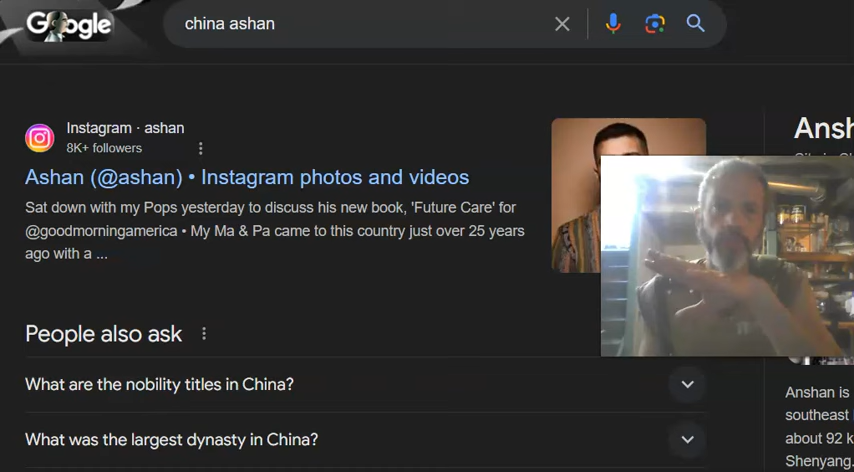 Google
china ashan
Instagram · ashan
8K+ followers
Ashan (@ashan) • Instagram photos and videos
Sat down with my Pops yesterday to discuss his new book, 'Future Care' for
@goodmorningamerica • My Ma & Pa came to this country just over 25 years
ago with a ...
People also ask
What are the nobility titles in China?
What was the largest dynasty in China?
Ansh
Anshan is
southeast
about 92 k
Shenyang.